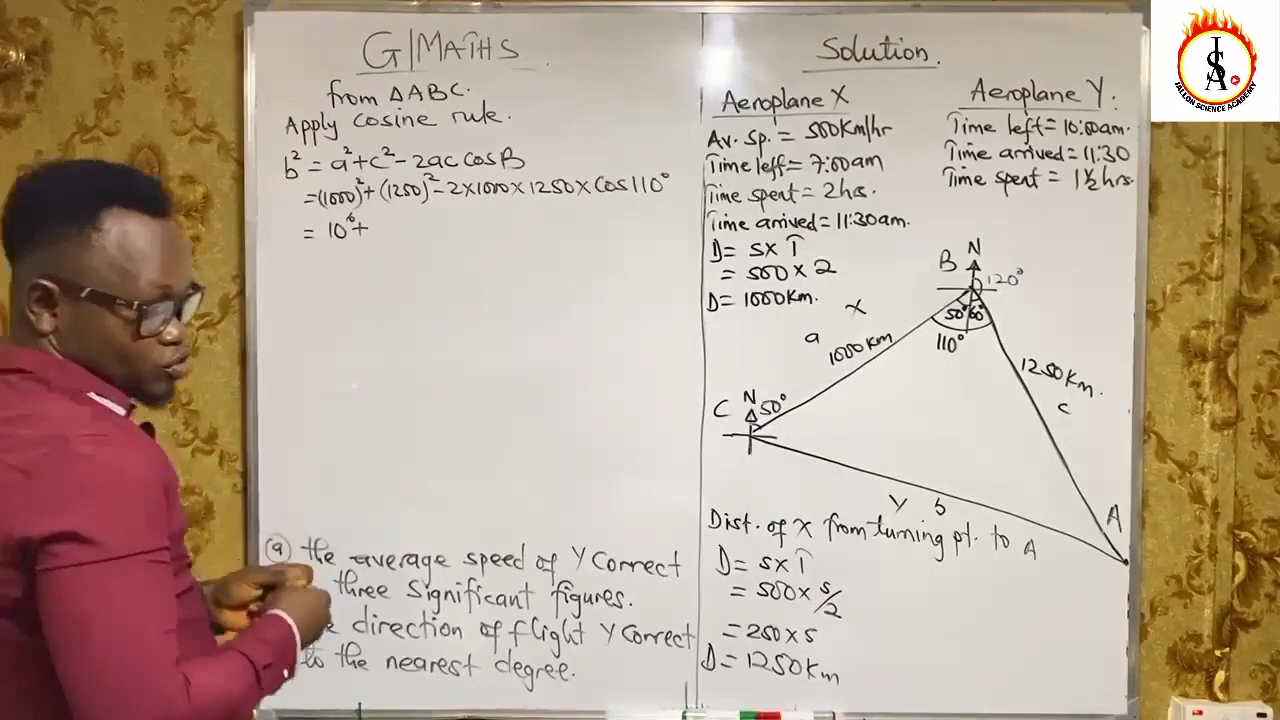 G/MATHS
from ΔABC.
Apply cosine rule.
b² = a² + c² - 2ac cos B
= (1000)² + (1250)² - 2 x 1000 x 1250 x Cos 110°
= 10⁶ +
(a) the average speed of Y Correct
three significant figures.
direction of flight Y Correct
to the nearest degree.
Solution.
Aeroplane X
Av. Sp. = 500Km/hr
Time left = 7:00am
Time spent = 2hrs.
Time arrived = 11:30am.
D = S x T
= 500 x 2
D = 1000Km.
Aeroplane Y.
Time left = 10:00am.
Time arrived = 11:30
Time spent = 1½ hrs.
N
B
120°
50° 60°
110°
X
a
1000 Km
1250 Km.
c
N
C
50°
Y b
A
Dist. of X from turning pt. to A
D = S x T
= 500 x 5/2
= 250 x 5
D = 1250 Km
TALLON SCIENCE ACADEMY